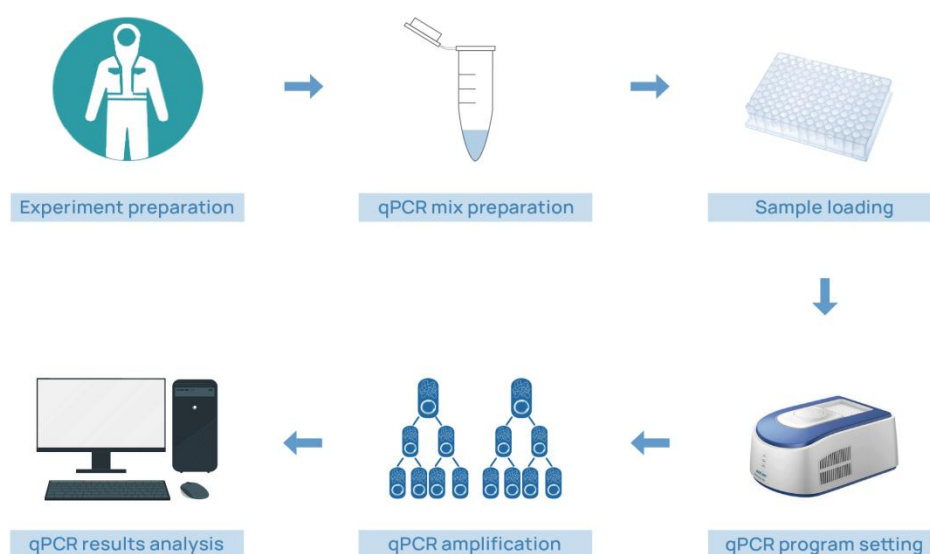 Experiment preparation
qPCR mix preparation
Sample loading
qPCR results analysis
qPCR amplification
qPCR program setting